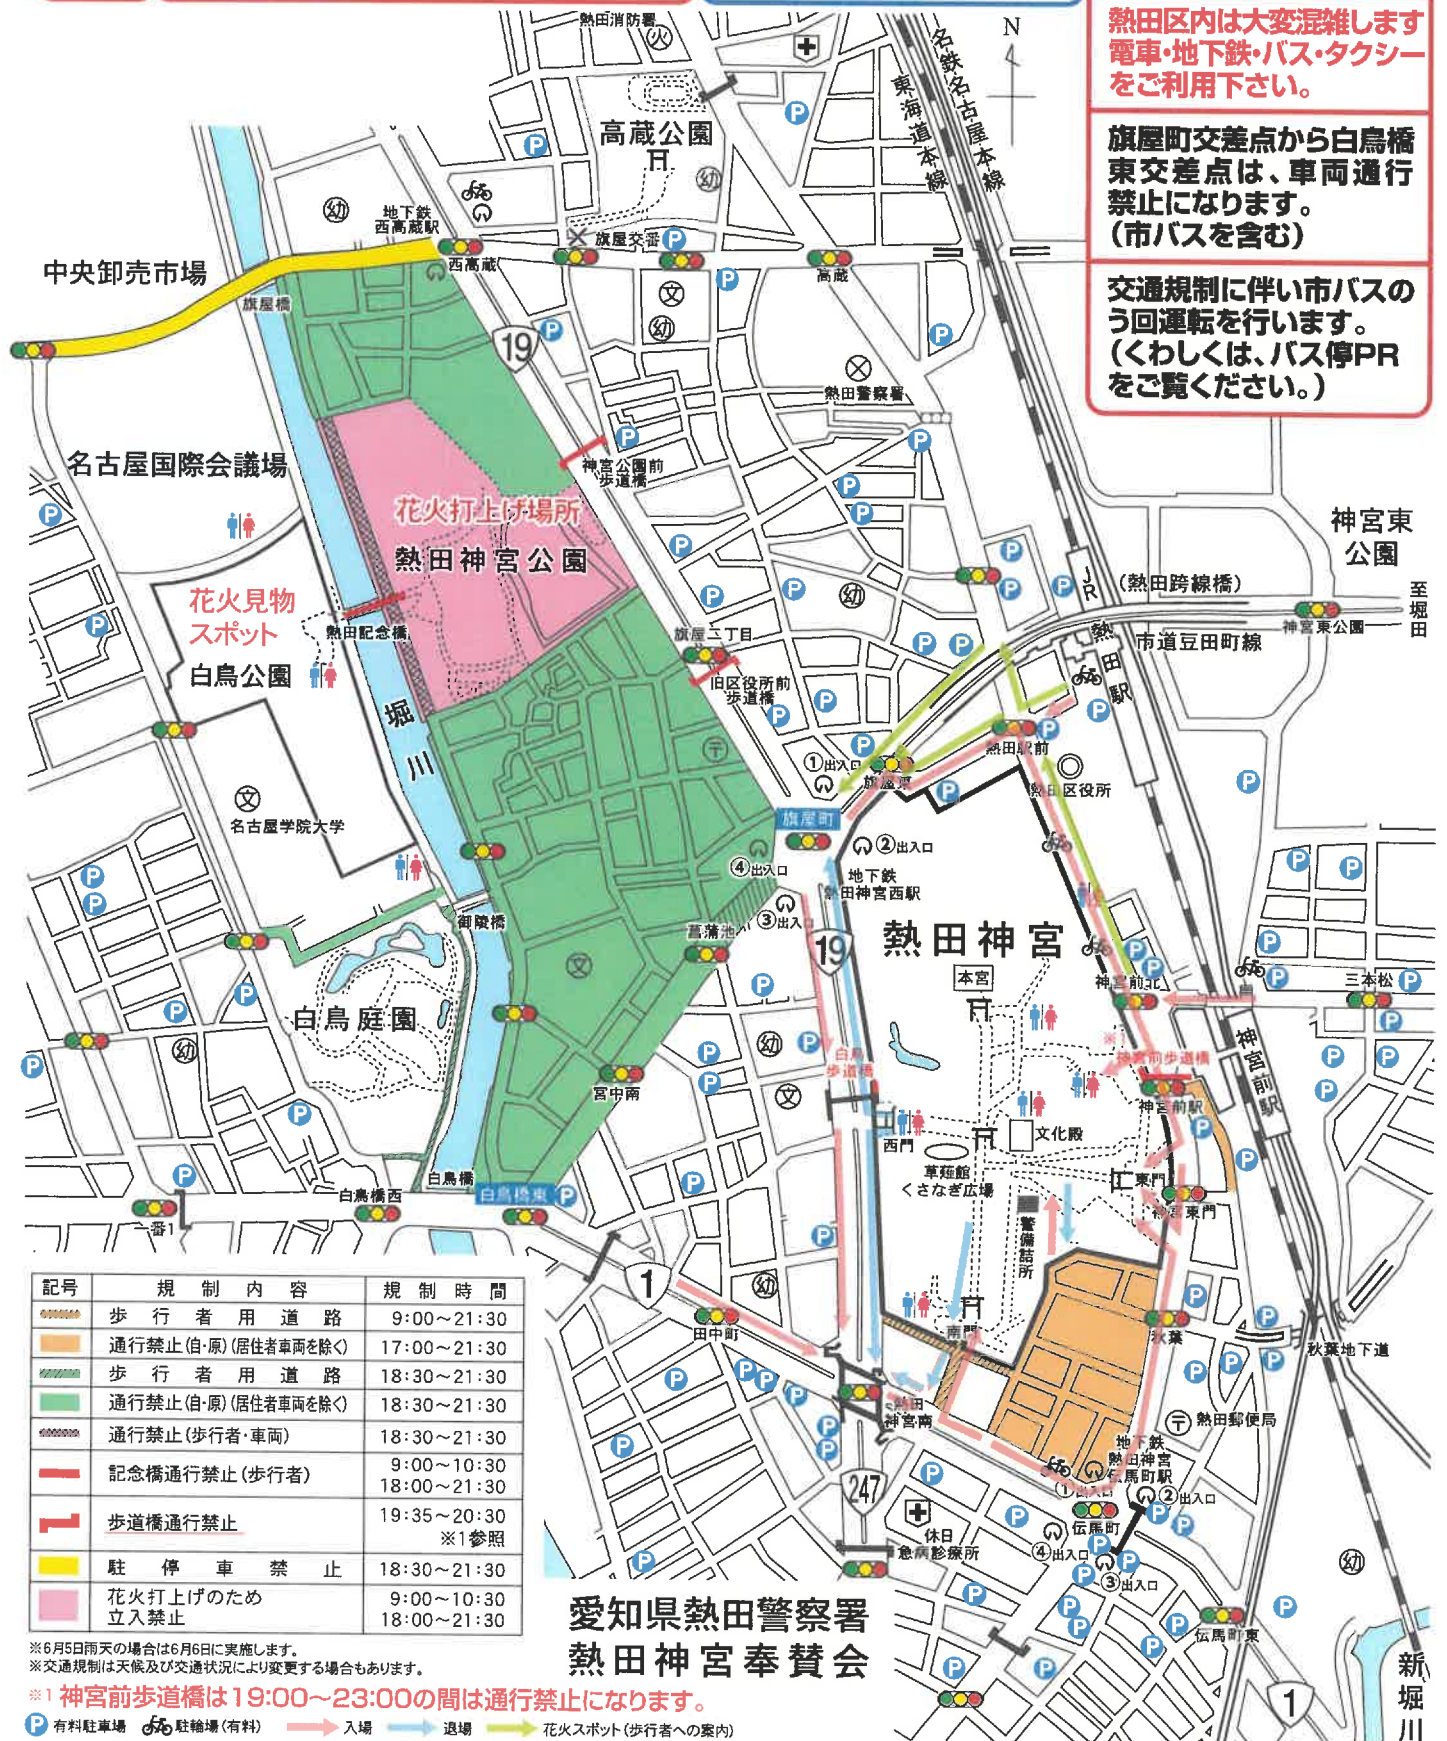 熱田区内は大変混雑します
電車・地下鉄・バス・タクシー
をご利用下さい。
旗屋町交差点から白鳥橋
東交差点は、車両通行
禁止になります。
(市バスを含む)
交通規制に伴い市バスの
う回運転を行います。
(くわしくは、バス停PR
をご覧ください。)
熱田消防署
火
N
名鉄名古屋本線
東海道本線
高蔵公園
幼
幼
地下鉄
西高蔵駅
西高蔵
旗屋交番
高蔵
中央卸売市場
旗屋橋
文
幼
19
熱田警察署
名古屋国際会議場
神宮公園前
歩道橋
花火打上げ場所
熱田神宮公園
神宮東
公園
JR
熱田駅
(熱田跨線橋)
至堀田
神宮東公園
市道豆田町線
花火見物
スポット
白鳥公園
熱田記念橋
幼
旗屋二丁目
旧区役所前
歩道橋
堀川
①出入口
旗屋東
熱田駅前
熱田区役所
文
名古屋学院大学
旗屋町
②出入口
地下鉄
熱田神宮西駅
④出入口
③出入口
御陵橋
菖蒲池
19
熱田神宮
本宮
文
神宮前北
三本松
白鳥庭園
幼
幼
白鳥
歩道橋
※1
神宮前歩道橋
神宮前駅
神宮前駅
宮中南
文
西門
文化殿
草薙館
くさなぎ広場
東門
神宮東門
白鳥橋
白鳥橋西
白鳥橋東
一番1
警備詰所
1
幼
田中町
南門
秋葉
秋葉地下道
熱田
神宮南
熱田郵便局
地下鉄
熱田神宮
伝馬町駅
①出入口
②出入口
伝馬町
247
休日
急病診療所
④出入口
③出入口
幼
伝馬町東
1
新堀川
記号 規制内容 規制時間
歩行者用道路 9:00～21:30
通行禁止(自・原)(居住者車両を除く) 17:00～21:30
歩行者用道路 18:30～21:30
通行禁止(自・原)(居住者車両を除く) 18:30～21:30
通行禁止(歩行者・車両) 18:30～21:30
記念橋通行禁止(歩行者) 9:00～10:30
18:00～21:30
歩道橋通行禁止 19:35～20:30
※1参照
駐停車禁止 18:30～21:30
花火打上げのため 9:00～10:30
立入禁止 18:00～21:30
愛知県熱田警察署
熱田神宮奉賛会
※6月5日雨天の場合は6月6日に実施します。
※交通規制は天候及び交通状況により変更する場合もあります。
※1 神宮前歩道橋は19:00～23:00の間は通行禁止になります。
P 有料駐車場 駐輪場(有料) 入場 退場 花火スポット(歩行者への案内)